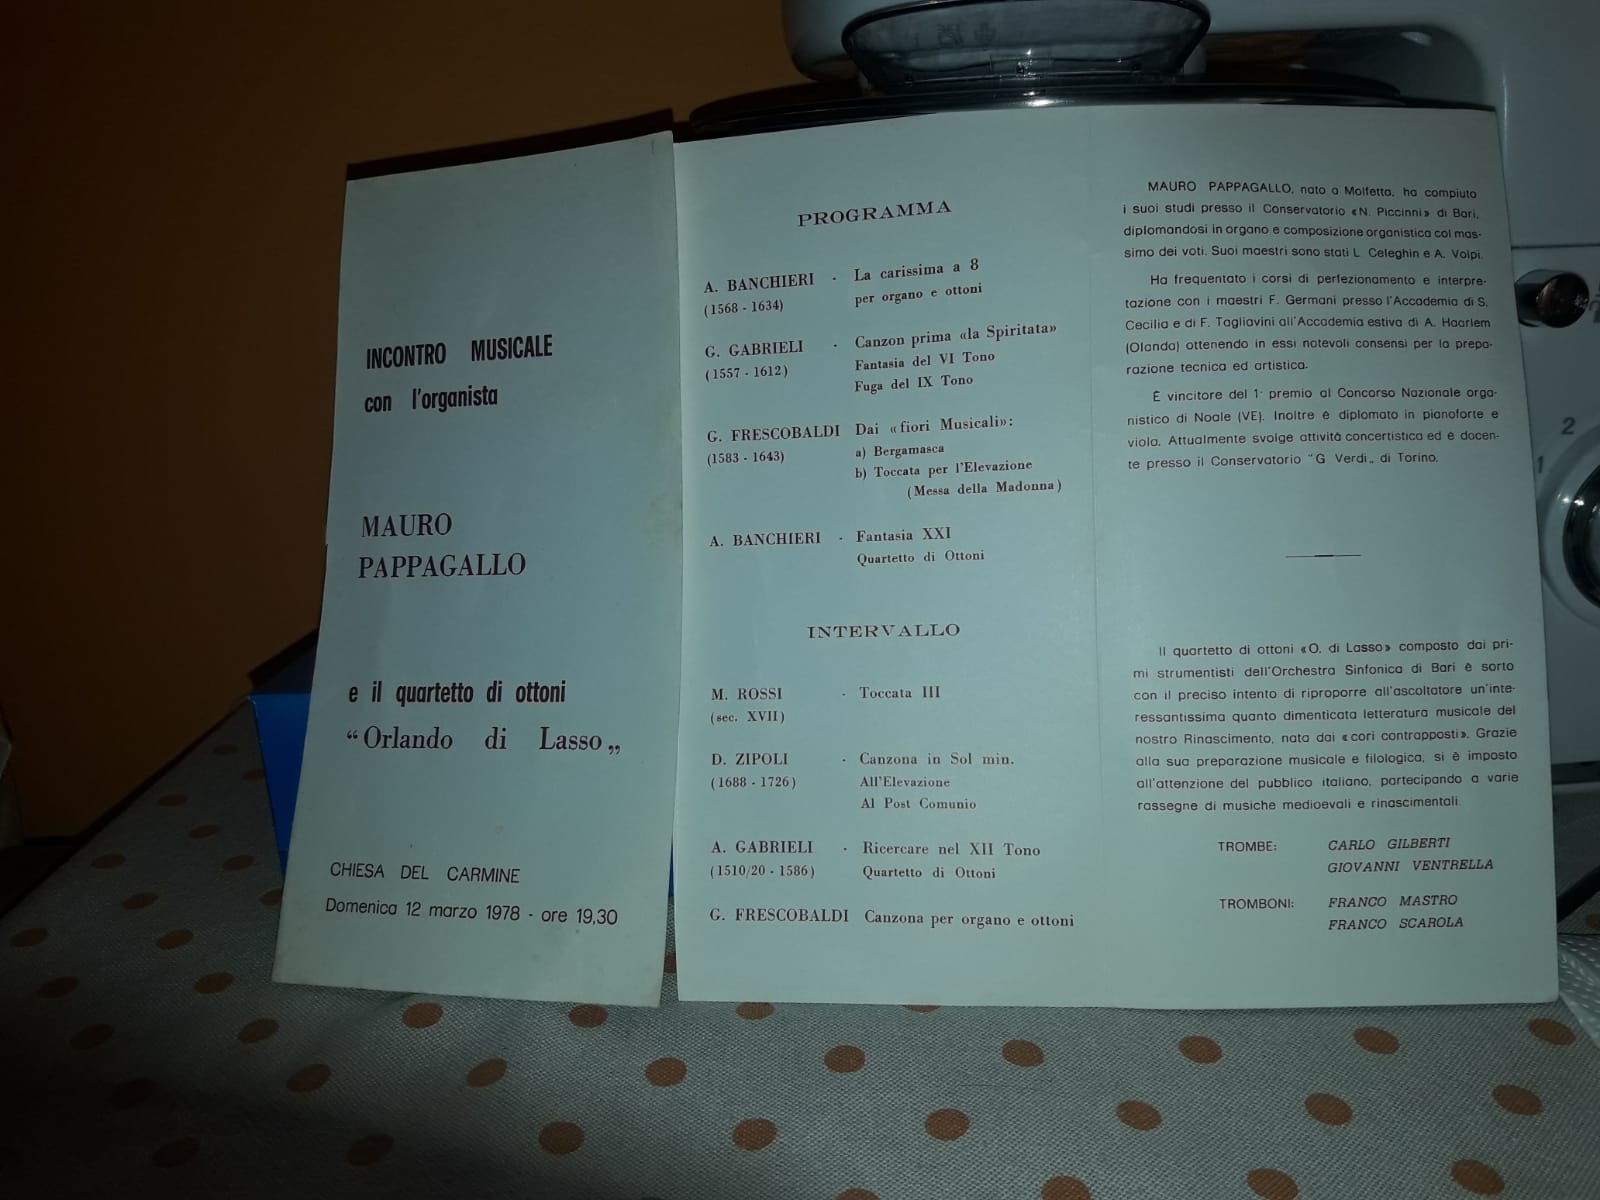 INCONTRO MUSICALE
con l'organista
MAURO
PAPPAGALLO
e il quartetto di ottoni
“Orlando di Lasso„
CHIESA DEL CARMINE
Domenica 12 marzo 1978 - ore 19,30
PROGRAMMA
A. BANCHIERI - La carissima a 8
(1568 - 1634) per organo e ottoni
G. GABRIELI - Canzon prima «la Spiritata»
(1557 - 1612) Fantasia del VI Tono
Fuga del IX Tono
G. FRESCOBALDI Dai «fiori Musicali»:
(1583 - 1643) a) Bergamasca
b) Toccata per l'Elevazione
(Messa della Madonna)
A. BANCHIERI - Fantasia XXI
Quartetto di Ottoni
INTERVALLO
M. ROSSI - Toccata III
(sec. XVII)
D. ZIPOLI - Canzona in Sol min.
(1688 - 1726) All'Elevazione
Al Post Comunio
A. GABRIELI - Ricercare nel XII Tono
(1510/20 - 1586) Quartetto di Ottoni
G. FRESCOBALDI Canzona per organo e ottoni
MAURO PAPPAGALLO, nato a Molfetta, ha compiuto
i suoi studi presso il Conservatorio «N. Piccinni» di Bari,
diplomandosi in organo e composizione organistica col mas-
simo dei voti. Suoi maestri sono stati L. Celeghin e A. Volpi.
Ha frequentato i corsi di perfezionamento e interpre-
tazione con i maestri F. Germani presso l'Accademia di S.
Cecilia e di F. Tagliavini all'Accademia estiva di A. Haarlem
(Olanda) ottenendo in essi notevoli consensi per la prepa-
razione tecnica ed artistica.
È vincitore del 1° premio al Concorso Nazionale orga-
nistico di Noale (VE). Inoltre è diplomato in pianoforte e
viola. Attualmente svolge attività concertistica ed è docen-
te presso il Conservatorio “G Verdi„ di Torino.
Il quartetto di ottoni «O. di Lasso» composto dai pri-
mi strumentisti dell'Orchestra Sinfonica di Bari è sorto
con il preciso intento di riproporre all'ascoltatore un'inte-
ressantissima quanto dimenticata letteratura musicale del
nostro Rinascimento, nata dai «cori contrapposti». Grazie
alla sua preparazione musicale e filologica, si è imposto
all'attenzione del pubblico italiano, partecipando a varie
rassegne di musiche medioevali e rinascimentali.
TROMBE: CARLO GILBERTI
GIOVANNI VENTRELLA
TROMBONI: FRANCO MASTRO
FRANCO SCAROLA
2
1